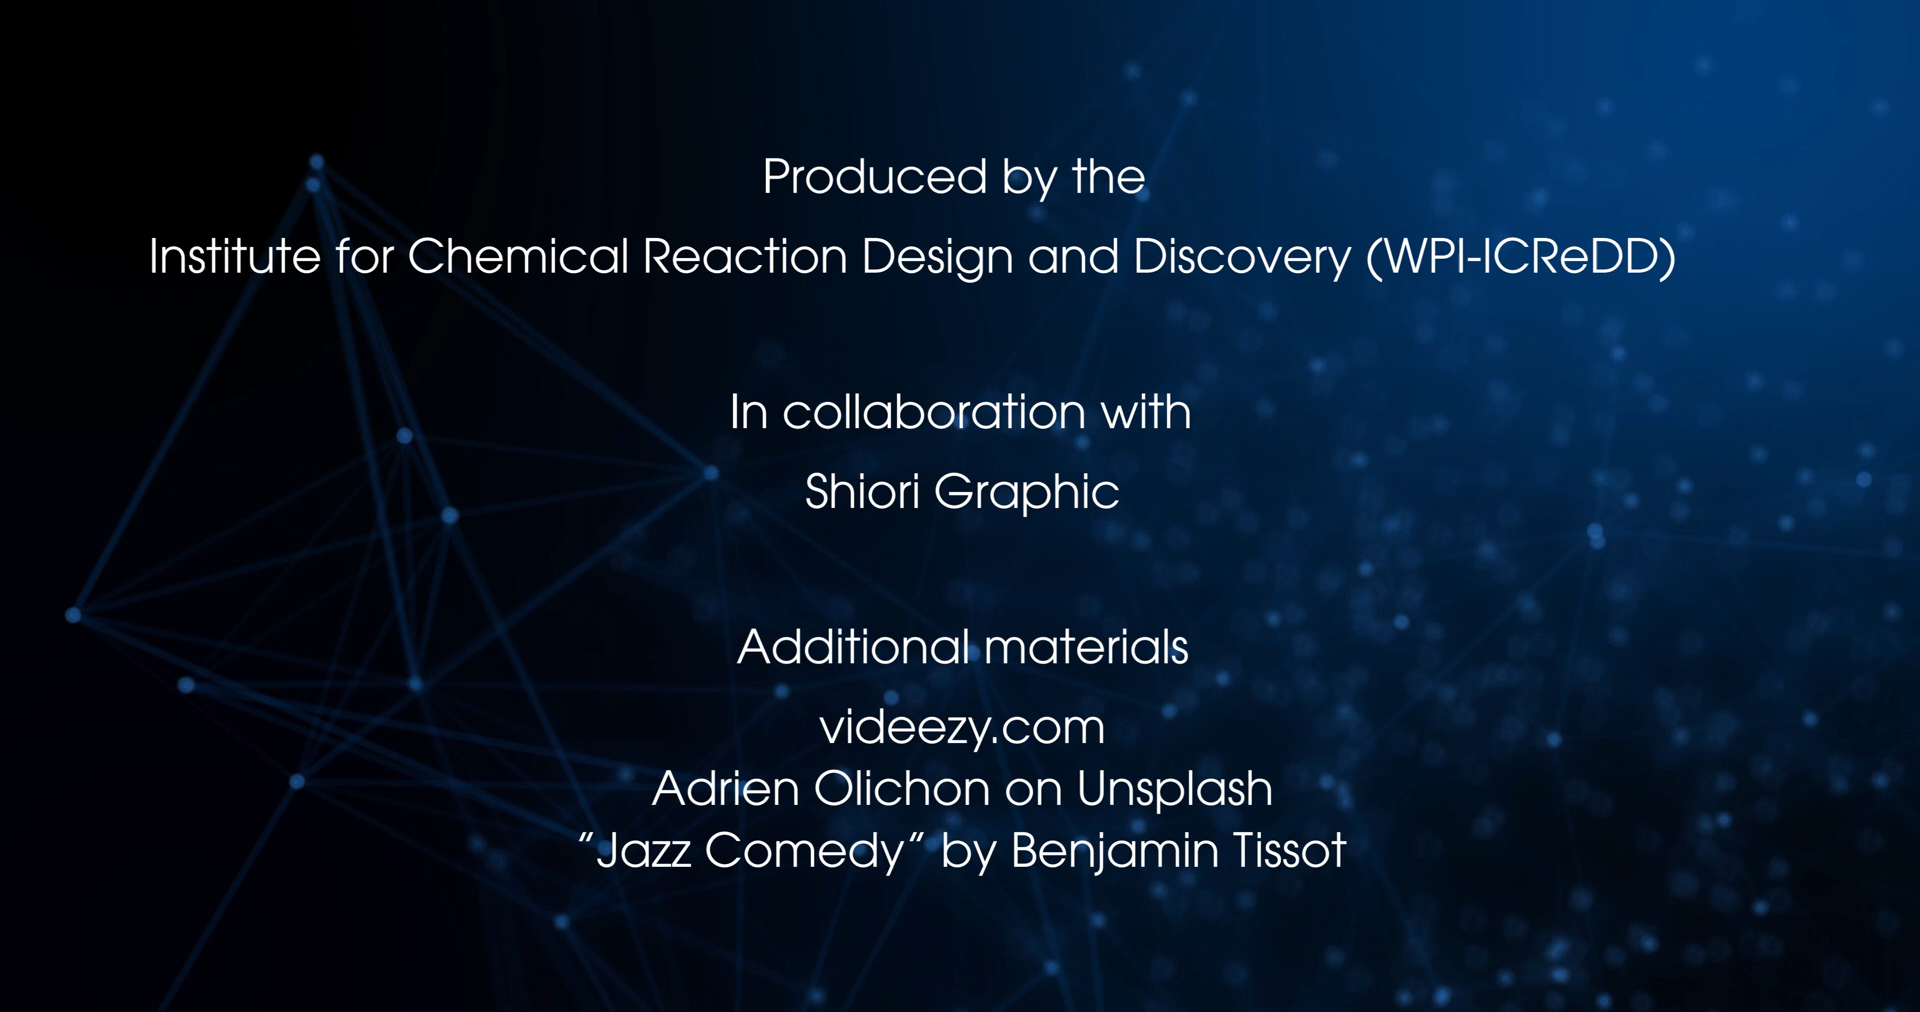 Produced by the
Institute for Chemical Reaction Design and Discovery (WPI-ICReDD)
In collaboration with
Shiori Graphic
Additional materials
videezy.com
Adrien Olichon on Unsplash
“Jazz Comedy” by Benjamin Tissot